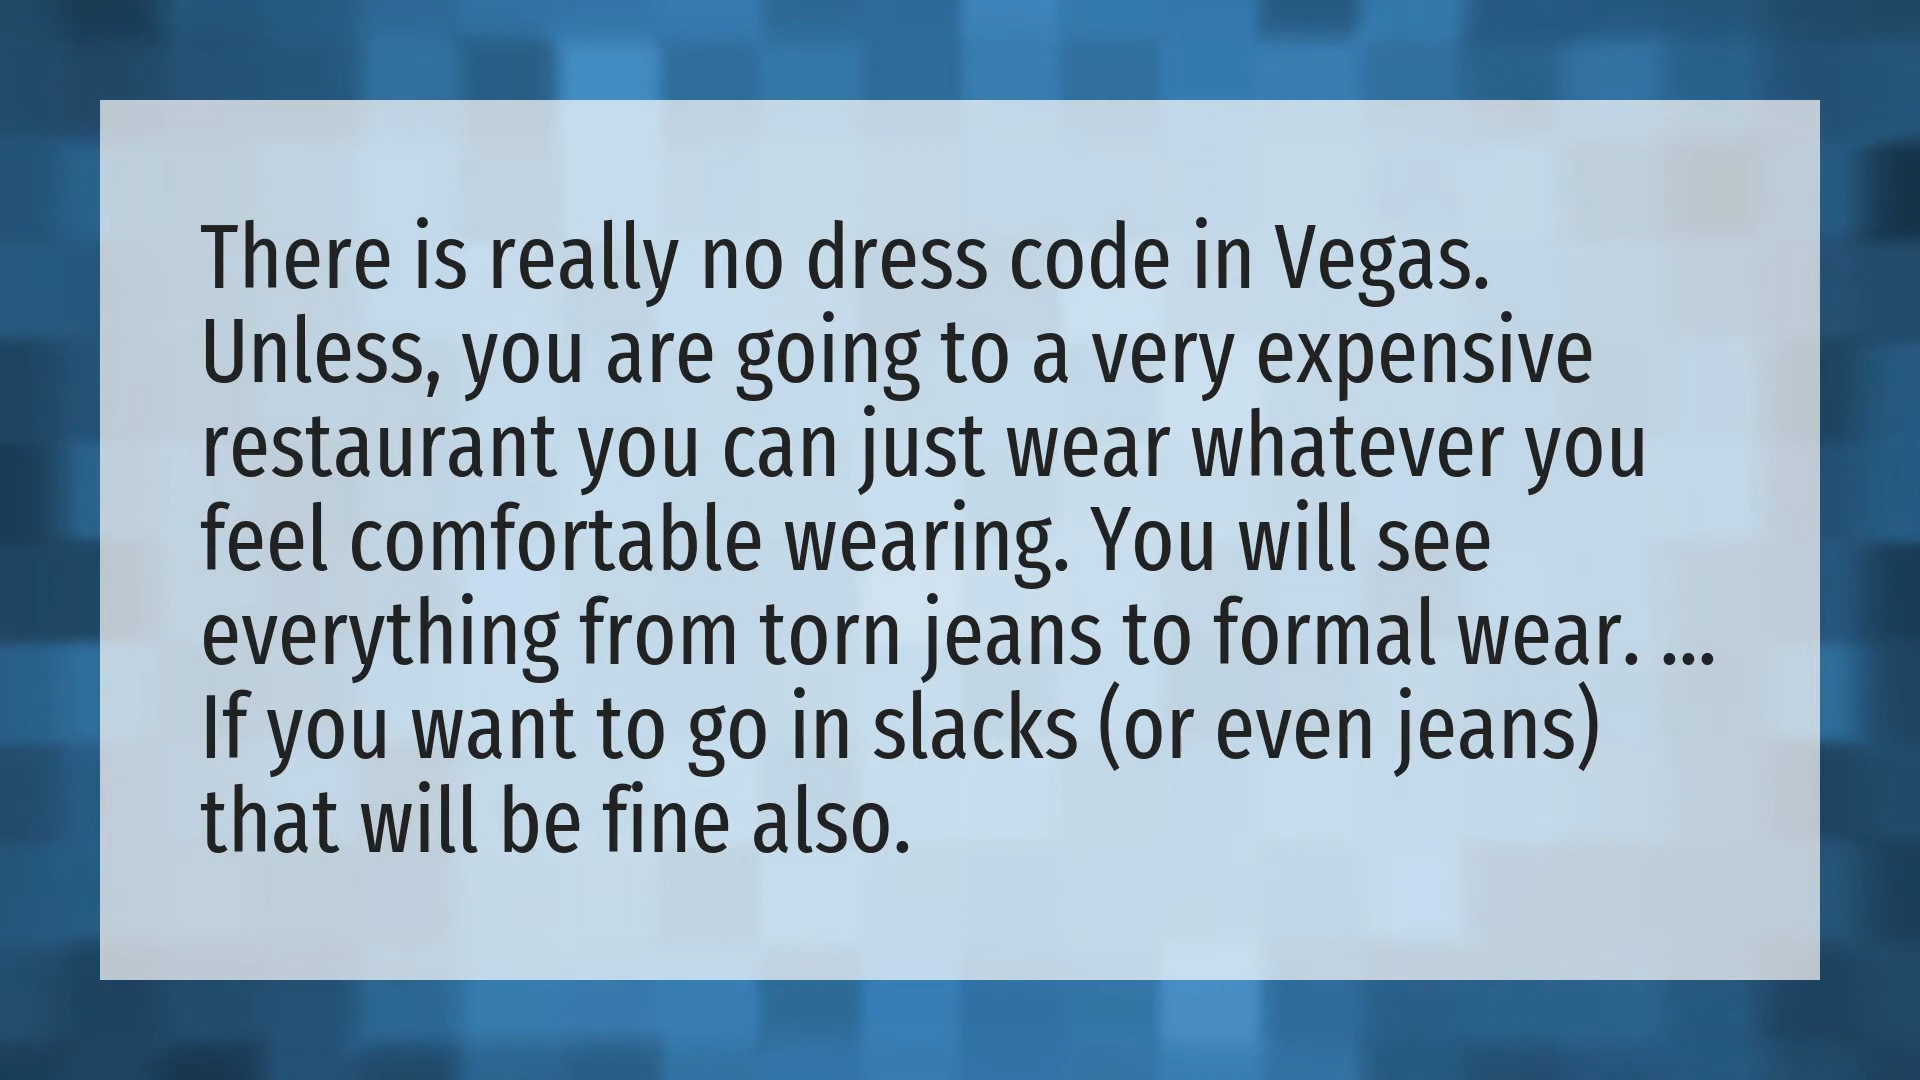 There is really no dress code in Vegas.
Unless, you are going to a very expensive
restaurant you can just wear whatever you
feel comfortable wearing. You will see
everything from torn jeans to formal wear. ...
If you want to go in slacks (or even jeans)
that will be fine also.